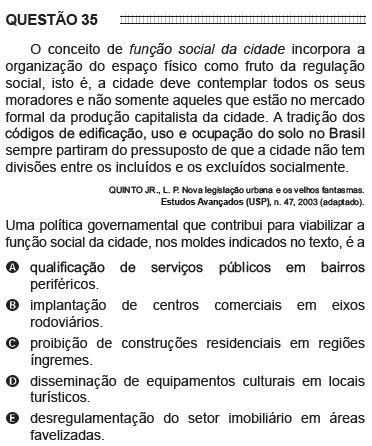 QUESTÃO 35
O conceito de função social da cidade incorpora a
organização do espaço físico como fruto da regulação
social, isto é, a cidade deve contemplar todos os seus
moradores e não somente aqueles que estão no mercado
formal da produção capitalista da cidade. A tradição dos
códigos de edificação, uso e ocupação do solo no Brasil
sempre partiram do pressuposto de que a cidade não tem
divisões entre os incluídos e os excluídos socialmente.
QUINTO JR., L. P. Nova legislação urbana e os velhos fantasmas.
Estudos Avançados (USP), n. 47, 2003 (adaptado).
Uma política governamental que contribui para viabilizar a
função social da cidade, nos moldes indicados no texto, é a
A qualificação de serviços públicos em bairros
periféricos.
B implantação de centros comerciais em eixos
rodoviários.
C proibição de construções residenciais em regiões
íngremes.
D disseminação de equipamentos culturais em locais
turísticos.
E desregulamentação do setor imobiliário em áreas
faveladas.